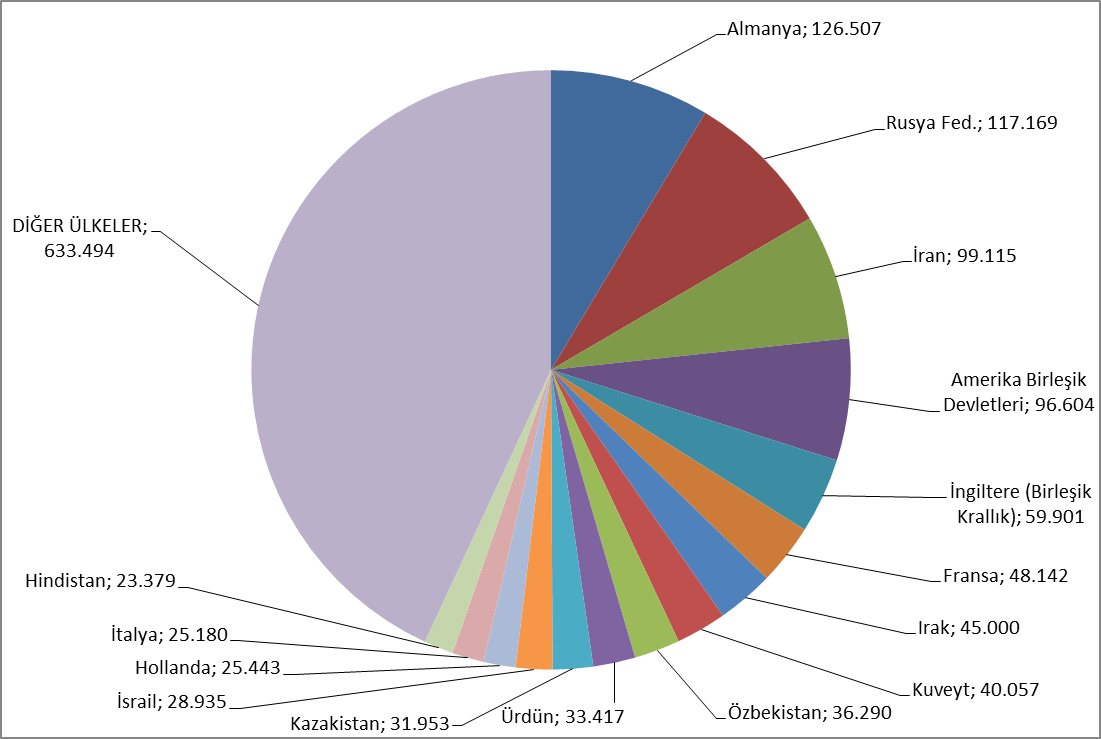 Almanya; 126.507
Rusya Fed.; 117.169
İran; 99.115
Amerika Birleşik
Devletleri; 96.604
İngiltere (Birleşik
Krallık); 59.901
Fransa; 48.142
Irak; 45.000
Kuveyt; 40.057
Özbekistan; 36.290
Ürdün; 33.417
Kazakistan; 31.953
İsrail; 28.935
Hollanda; 25.443
İtalya; 25.180
Hindistan; 23.379
DİĞER ÜLKELER;
633.494